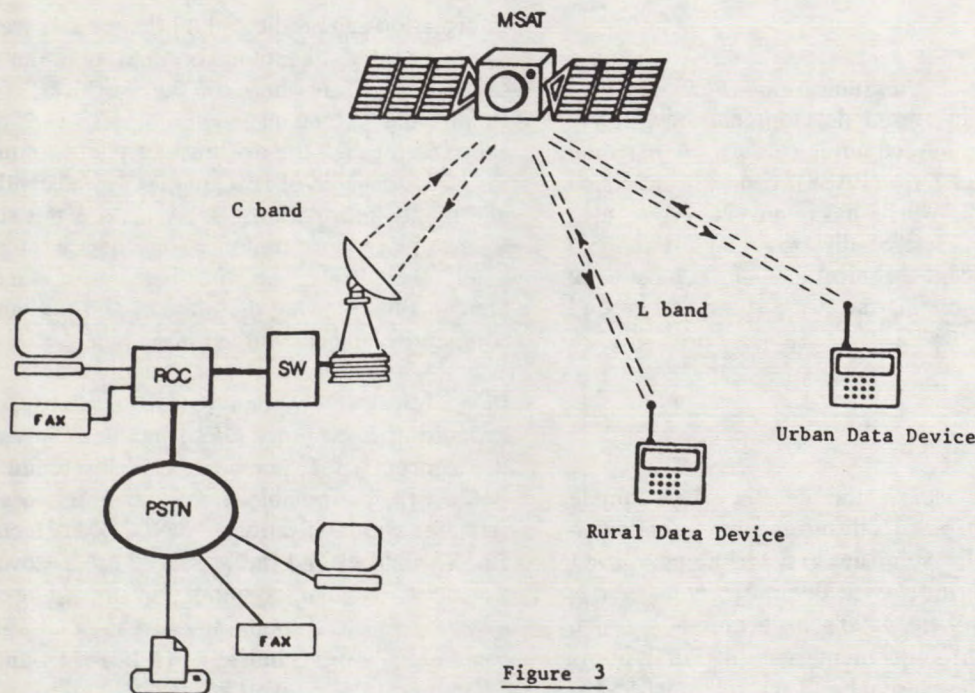 MSAT
C band
L band
RCC
SW
FAX
Urban Data Device
PSTN
Rural Data Device
FAX
Figure 3